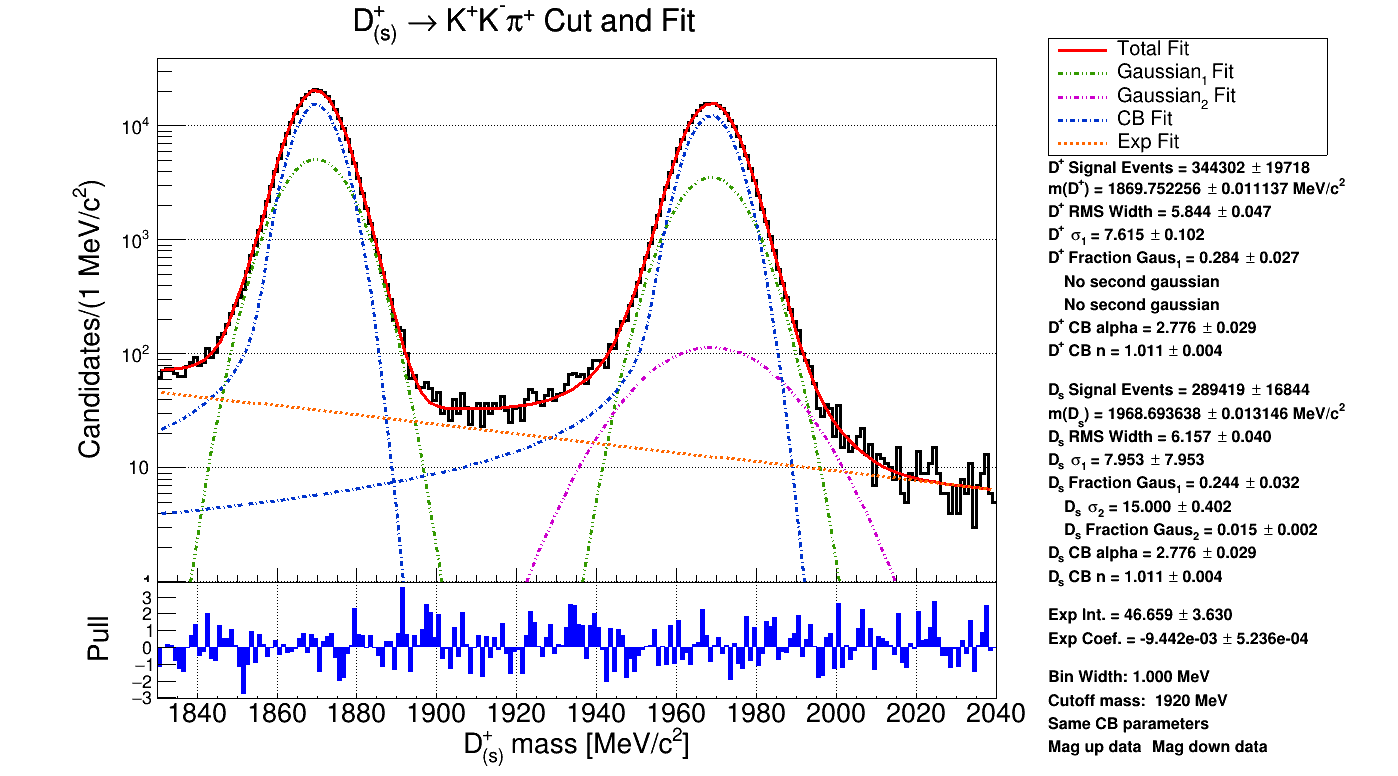 D⁺₍ₛ₎ → K⁺K⁻π⁺ Cut and Fit
Candidates/(1 MeV/c²)
10⁴
10³
10²
10
1
Pull
3
2
1
0
−1
−2
−3
1840 1860 1880 1900 1920 1940 1960 1980 2000 2020 2040
D⁺₍ₛ₎ mass [MeV/c²]
Total Fit
Gaussian₁ Fit
Gaussian₂ Fit
CB Fit
Exp Fit
D⁺ Signal Events = 344302 ± 19718
m(D⁺) = 1869.752256 ± 0.011137 MeV/c²
D⁺ RMS Width = 5.844 ± 0.047
D⁺ σ₁ = 7.615 ± 0.102
D⁺ Fraction Gaus₁ = 0.284 ± 0.027
No second gaussian
No second gaussian
D⁺ CB alpha = 2.776 ± 0.029
D⁺ CB n = 1.011 ± 0.004
Dₛ Signal Events = 289419 ± 16844
m(Dₛ) = 1968.693638 ± 0.013146 MeV/c²
Dₛ RMS Width = 6.157 ± 0.040
Dₛ σ₁ = 7.953 ± 7.953
Dₛ Fraction Gaus₁ = 0.244 ± 0.032
Dₛ σ₂ = 15.000 ± 0.402
Dₛ Fraction Gaus₂ = 0.015 ± 0.002
Dₛ CB alpha = 2.776 ± 0.029
Dₛ CB n = 1.011 ± 0.004
Exp Int. = 46.659 ± 3.630
Exp Coef. = -9.442e-03 ± 5.236e-04
Bin Width: 1.000 MeV
Cutoff mass: 1920 MeV
Same CB parameters
Mag up data Mag down data